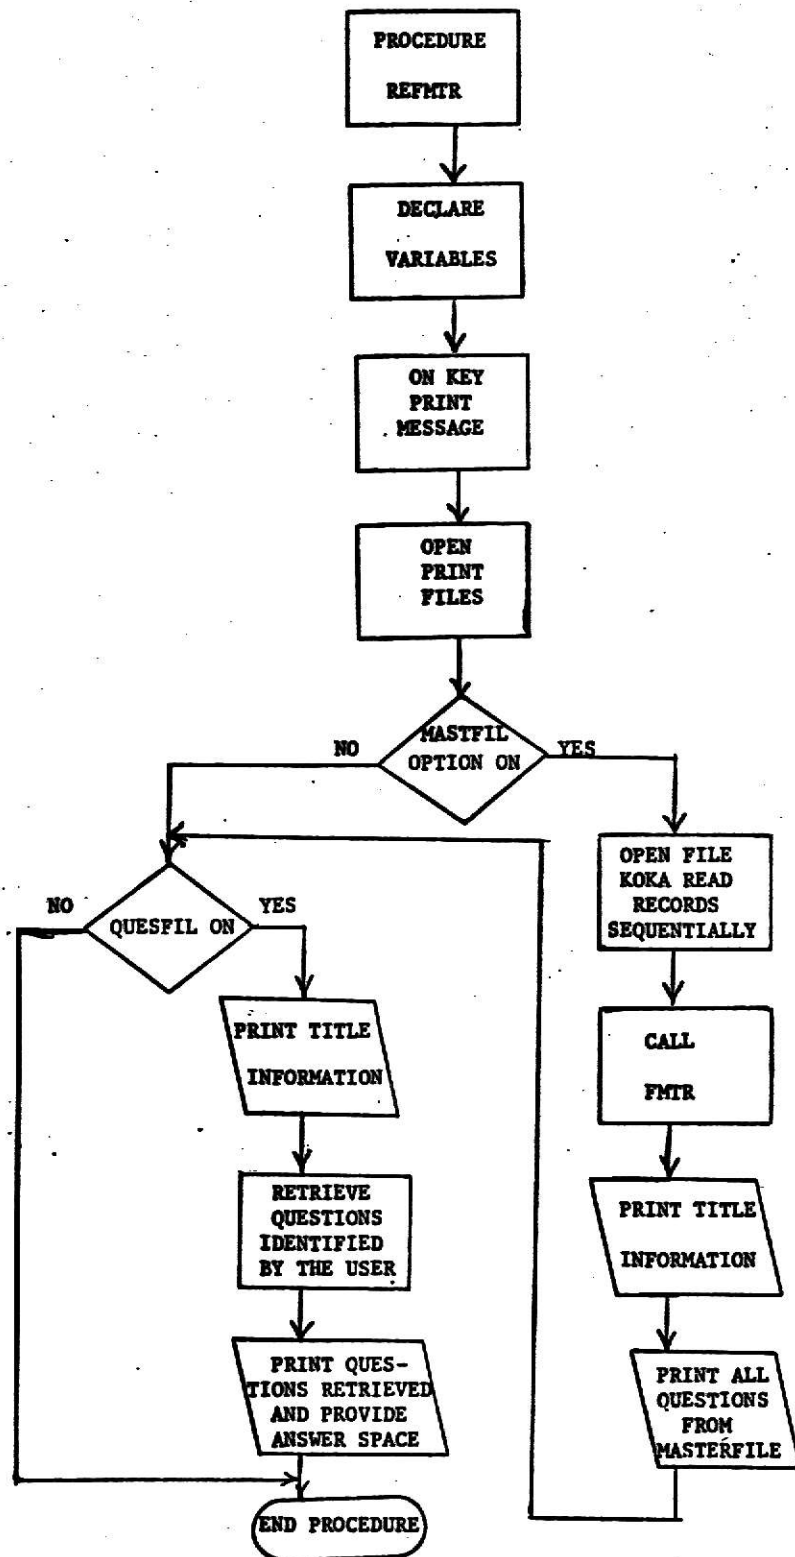 PROCEDURE
REFMTR
DECLARE
VARIABLES
ON KEY
PRINT
MESSAGE
OPEN
PRINT
FILES
MASTFIL
OPTION ON
NO
YES
OPEN FILE
KOKA READ
RECORDS
SEQUENTIALLY
CALL
FMTR
PRINT TITLE
INFORMATION
PRINT ALL
QUESTIONS
FROM
MASTERFILE
QUESFIL ON
NO
YES
PRINT TITLE
INFORMATION
RETRIEVE
QUESTIONS
IDENTIFIED
BY THE USER
PRINT QUES-
TIONS RETRIEVED
AND PROVIDE
ANSWER SPACE
END PROCEDURE